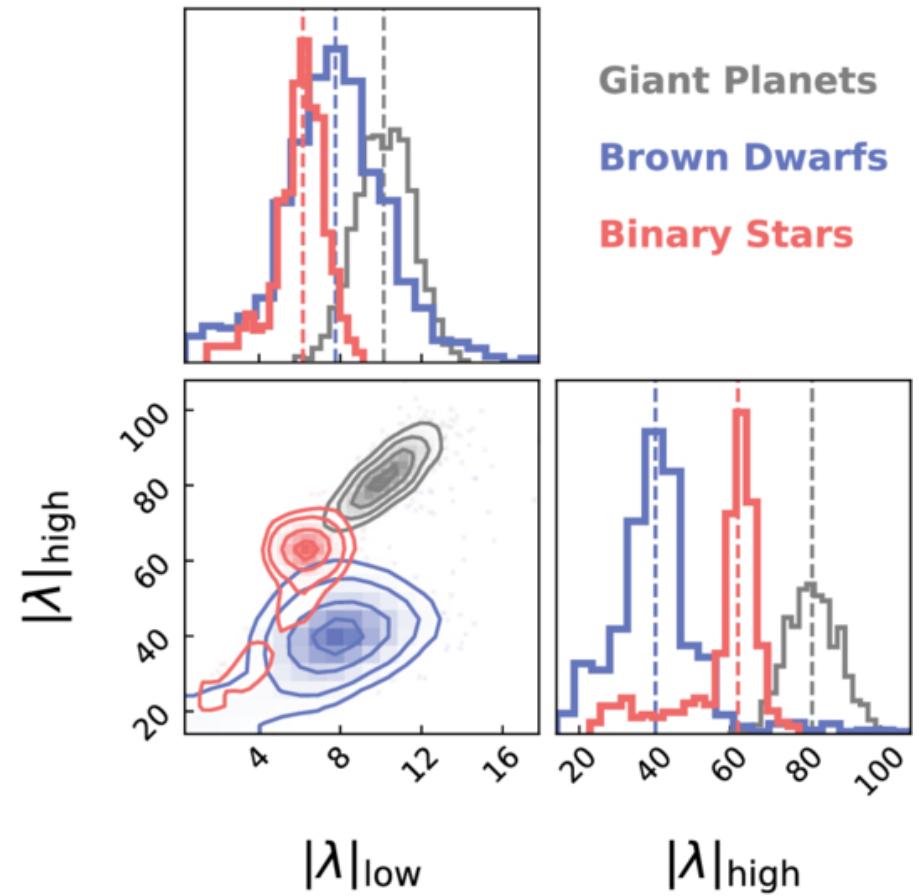 Giant Planets
Brown Dwarfs
Binary Stars
100
80
60
40
20
|λ|high
4 8 12 16
20 40 60 80 100
|λ|low
|λ|high